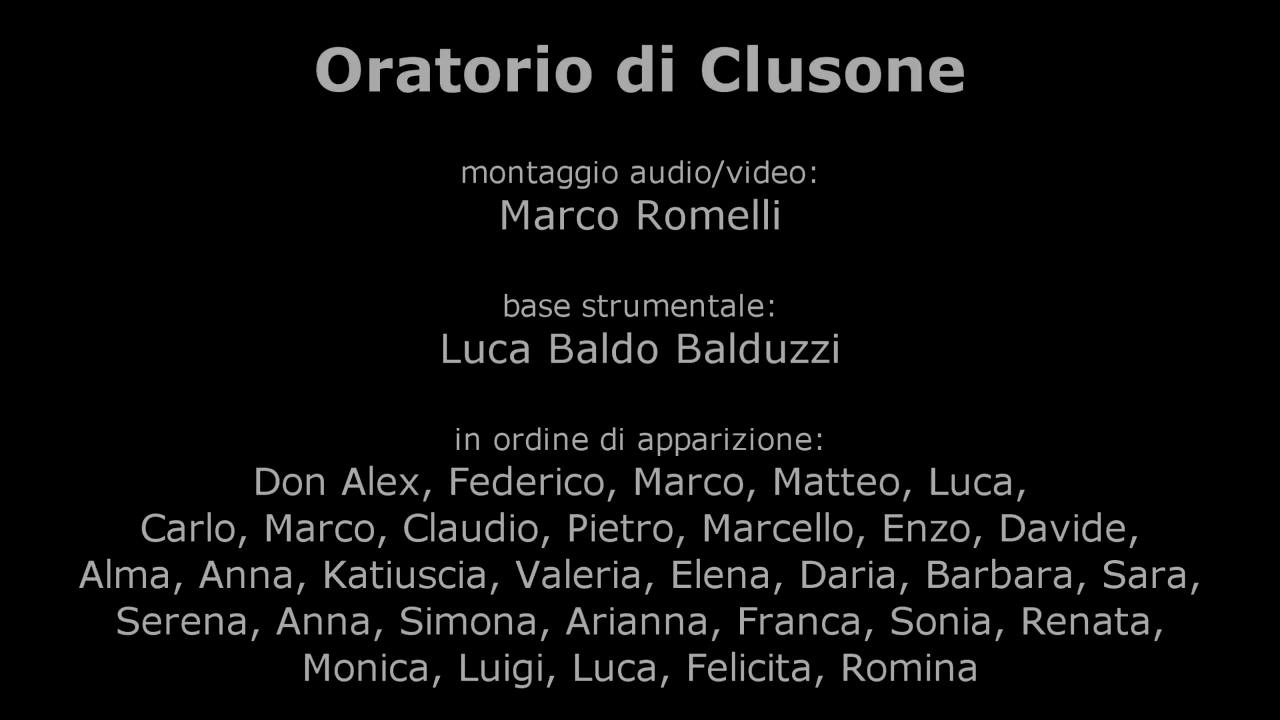 Oratorio di Clusone
montaggio audio/video:
Marco Romelli
base strumentale:
Luca Baldo Balduzzi
in ordine di apparizione:
Don Alex, Federico, Marco, Matteo, Luca,
Carlo, Marco, Claudio, Pietro, Marcello, Enzo, Davide,
Alma, Anna, Katiuscia, Valeria, Elena, Daria, Barbara, Sara,
Serena, Anna, Simona, Arianna, Franca, Sonia, Renata,
Monica, Luigi, Luca, Felicita, Romina